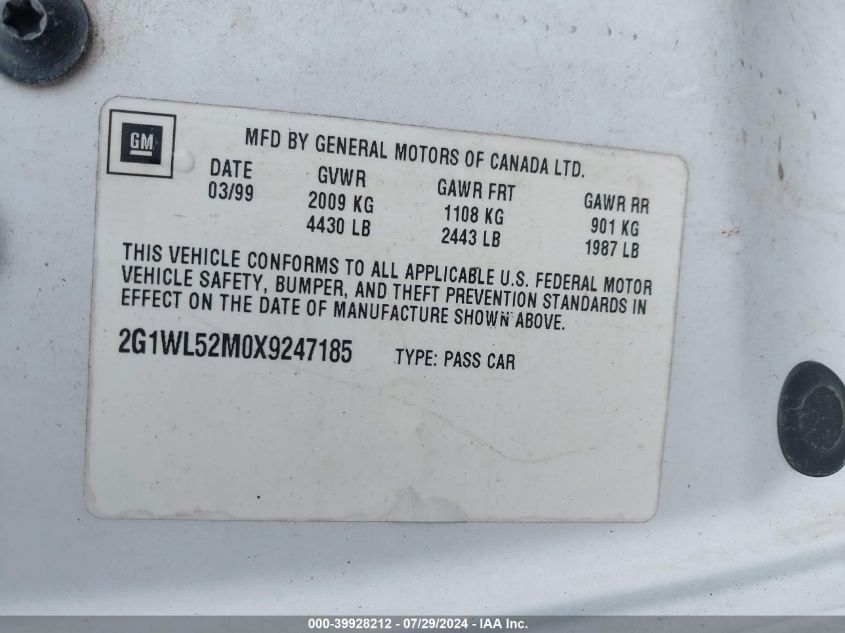 GM
MFD BY GENERAL MOTORS OF CANADA LTD.
DATE GVWR GAWR FRT GAWR RR
03/99 2009 KG 1108 KG 901 KG
4430 LB 2443 LB 1987 LB
THIS VEHICLE CONFORMS TO ALL APPLICABLE U.S. FEDERAL MOTOR
VEHICLE SAFETY, BUMPER, AND THEFT PREVENTION STANDARDS IN
EFFECT ON THE DATE OF MANUFACTURE SHOWN ABOVE.
2G1WL52M0X9247185 TYPE: PASS CAR
000-39928212 - 07/29/2024 - IAA Inc.